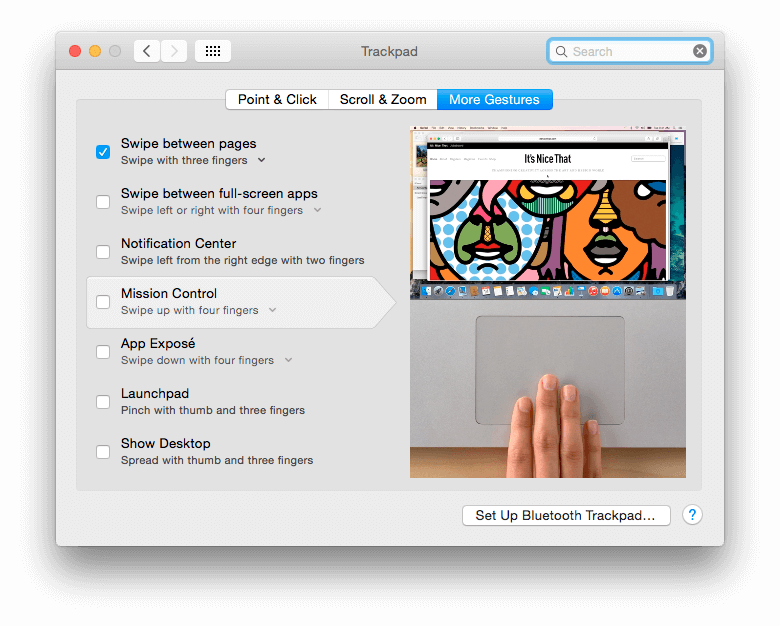 Trackpad
Search
Point & Click
Scroll & Zoom
More Gestures
Swipe between pages
Swipe with three fingers
Swipe between full-screen apps
Swipe left or right with four fingers
Notification Center
Swipe left from the right edge with two fingers
Mission Control
Swipe up with four fingers
App Exposé
Swipe down with four fingers
Launchpad
Pinch with thumb and three fingers
Show Desktop
Spread with thumb and three fingers
It's Nice That
Set Up Bluetooth Trackpad...
?